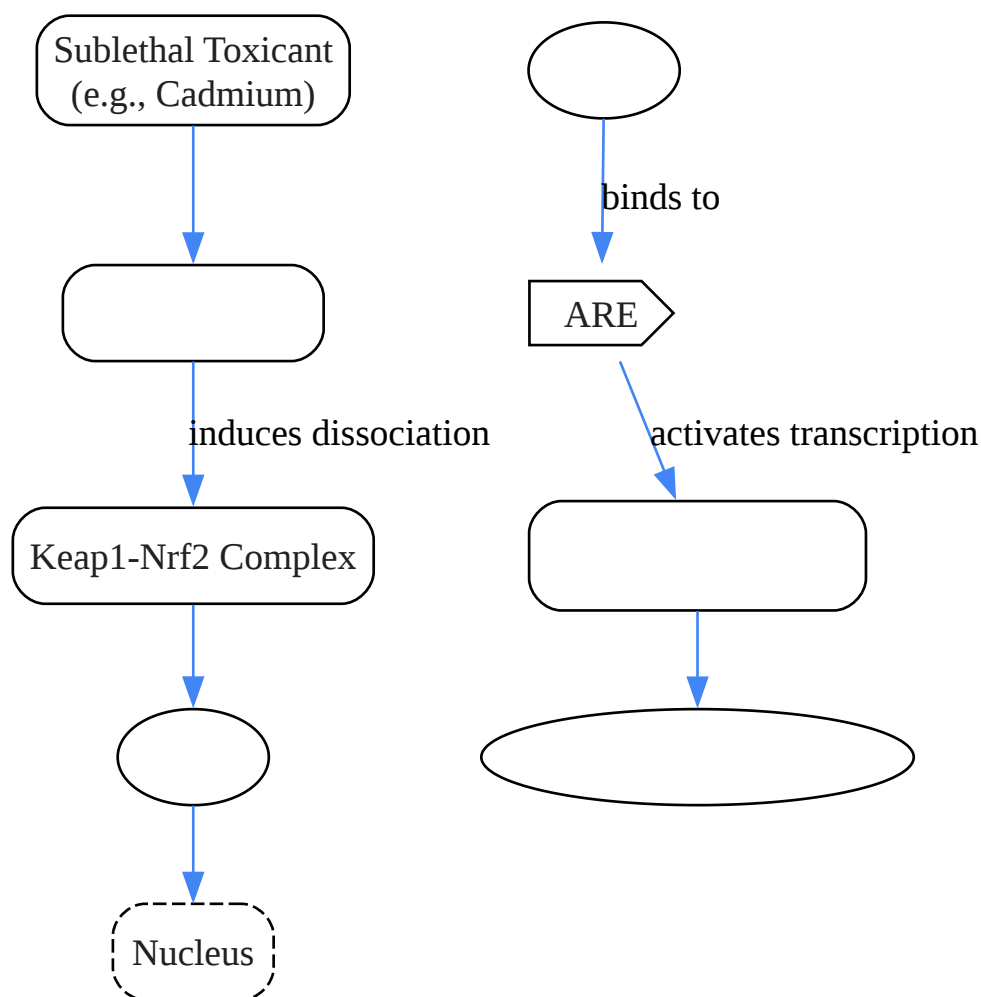 Sublethal Toxicant
(e.g., Cadmium)
induces dissociation
Keap1-Nrf2 Complex
Nucleus
binds to
ARE
activates transcription